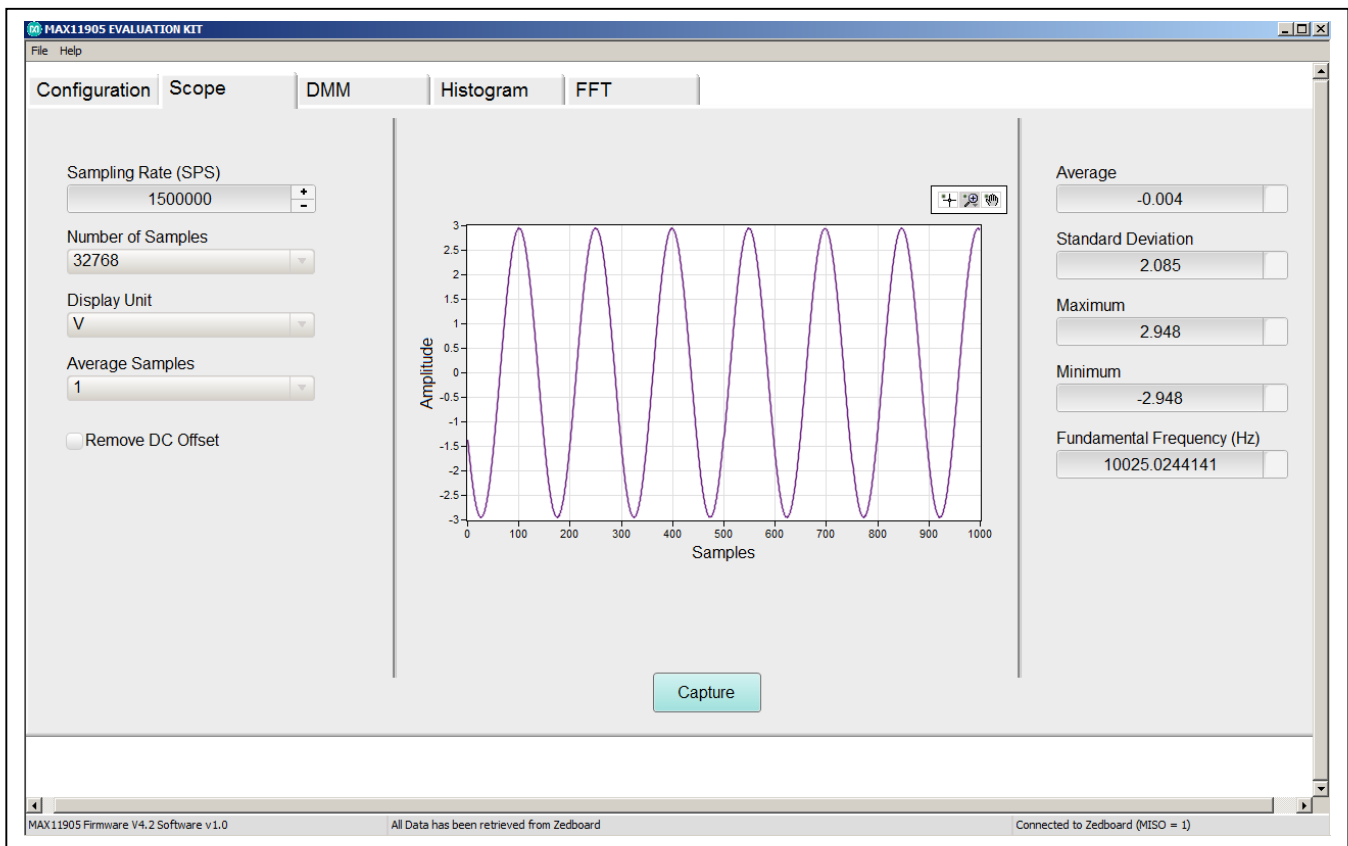 MAX11905 EVALUATION KIT
File Help
Configuration Scope DMM Histogram FFT
Sampling Rate (SPS)
1500000
+
-
Number of Samples
32768
Display Unit
V
Average Samples
1
Remove DC Offset
Amplitude
3
2.5
2
1.5
1
0.5
0
-0.5
-1
-1.5
-2
-2.5
-3
0 100 200 300 400 500 600 700 800 900 1000
Samples
Capture
Average
-0.004
Standard Deviation
2.085
Maximum
2.948
Minimum
-2.948
Fundamental Frequency (Hz)
10025.0244141
MAX11905 Firmware V4.2 Software v1.0 All Data has been retrieved from Zedboard Connected to Zedboard (MISO = 1)